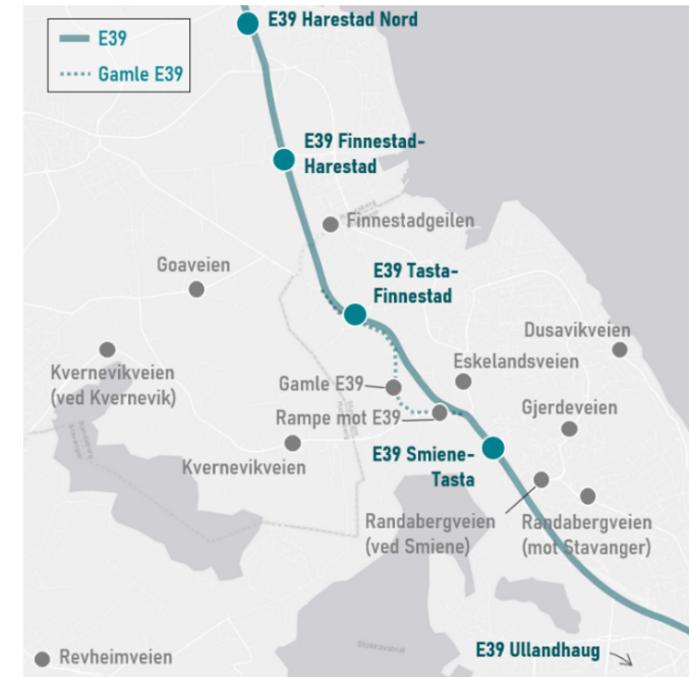 E39 Harestad Nord
E39
Gamle E39
E39 Finnestad-
Harestad
Finnestadgeilen
Goaveien
E39 Tasta-
Finnestad
Dusavikveien
Kvernevikveien
(ved Kvernevik)
Eskelandsveien
Gamle E39
Gjerdeveien
Rampe mot E39
Kvernevikveien
E39 Smiene-
Tasta
Randabergveien
(ved Smiene)
Randabergveien
(mot Stavanger)
Stokkavatnet
E39 Ullandhaug
Revheimveien